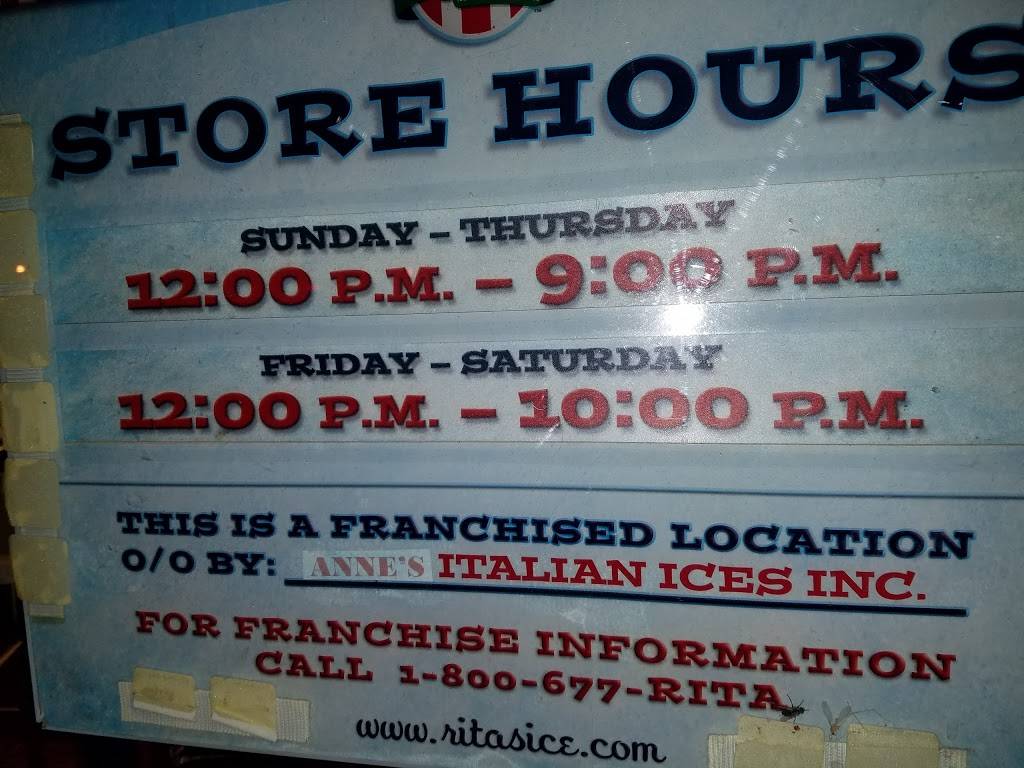 STORE HOURS
SUNDAY – THURSDAY
12:00 P.M. – 9:00 P.M.
FRIDAY – SATURDAY
12:00 P.M. – 10:00 P.M.
THIS IS A FRANCHISED LOCATION
O/O BY: ANNE'S ITALIAN ICES INC.
FOR FRANCHISE INFORMATION
CALL 1-800-677-RITA
www.ritasice.com